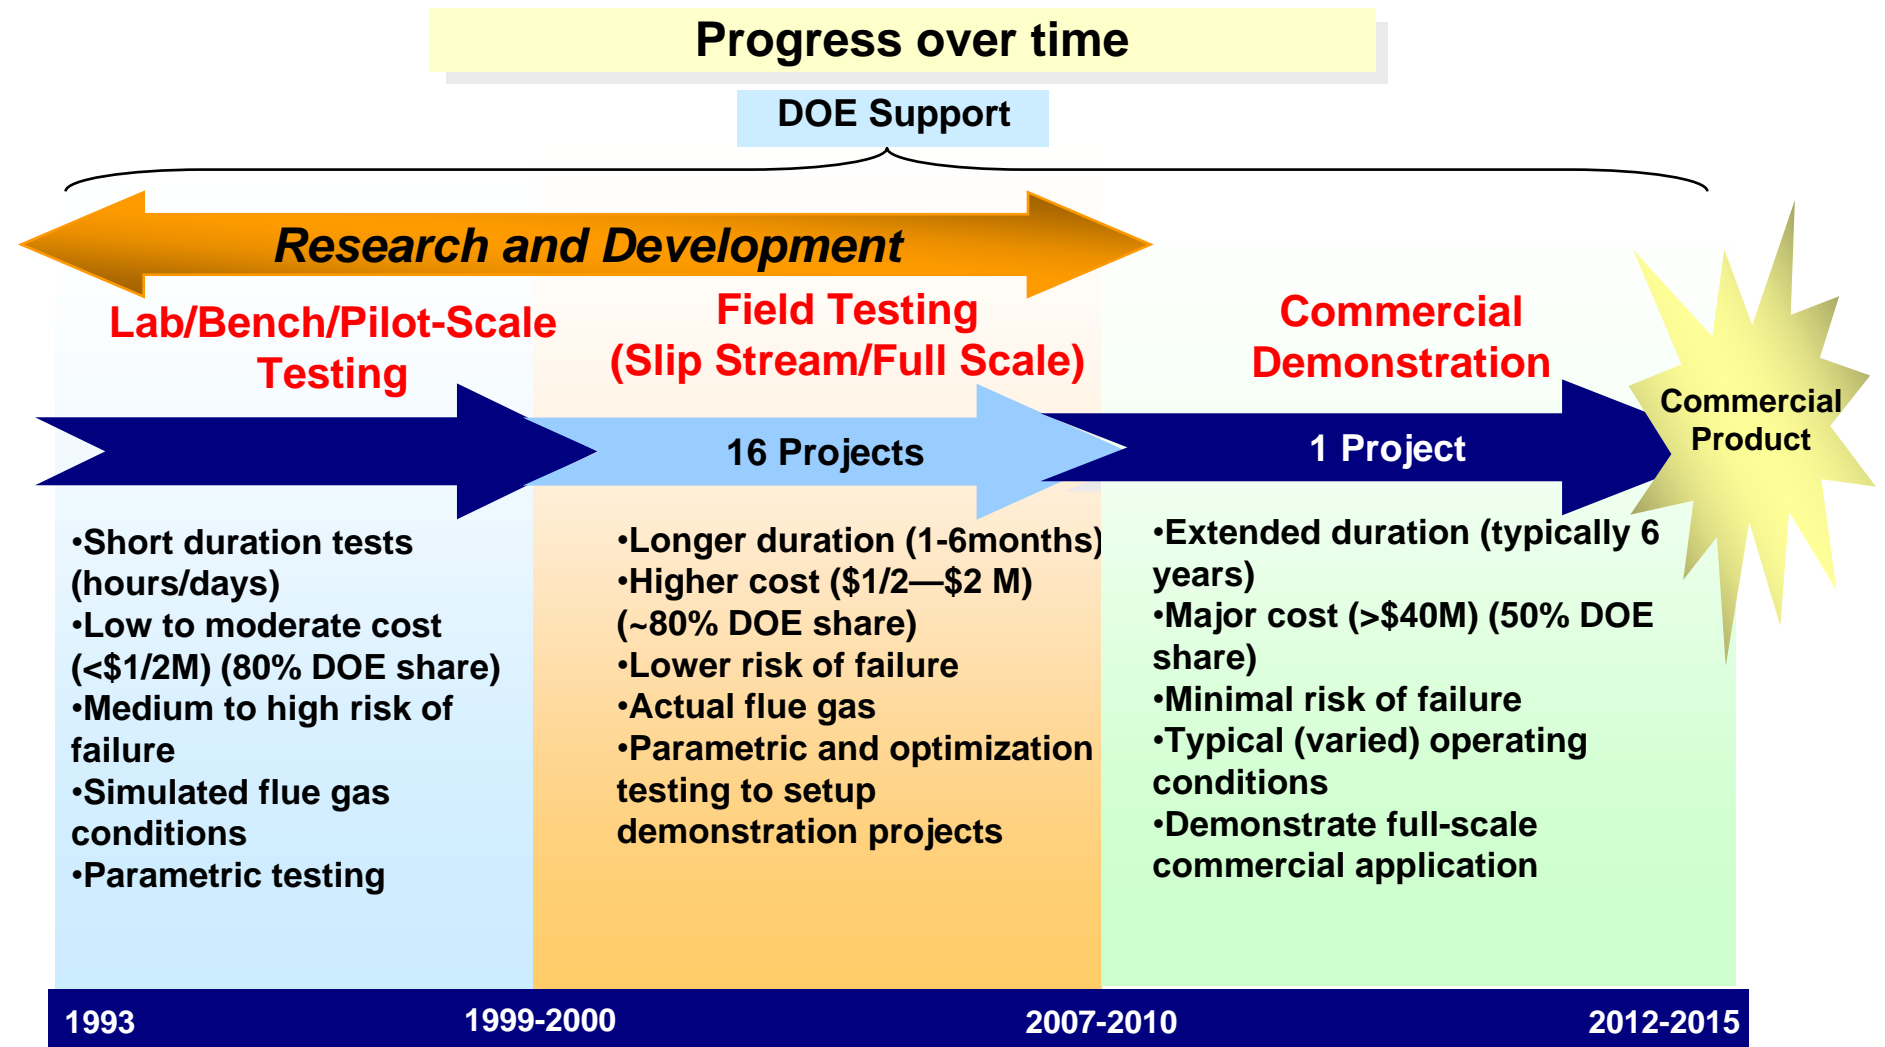 Progress over time
DOE Support
Research and Development
Lab/Bench/Pilot-Scale
Testing
Field Testing
(Slip Stream/Full Scale)
Commercial
Demonstration
16 Projects
1 Project
Commercial
Product
•Short duration tests
(hours/days)
•Low to moderate cost
(<$1/2M) (80% DOE share)
•Medium to high risk of
failure
•Simulated flue gas
conditions
•Parametric testing
•Longer duration (1-6months)
•Higher cost ($1/2—$2 M)
(~80% DOE share)
•Lower risk of failure
•Actual flue gas
•Parametric and optimization
testing to setup
demonstration projects
•Extended duration (typically 6
years)
•Major cost (>$40M) (50% DOE
share)
•Minimal risk of failure
•Typical (varied) operating
conditions
•Demonstrate full-scale
commercial application
1993
1999-2000
2007-2010
2012-2015